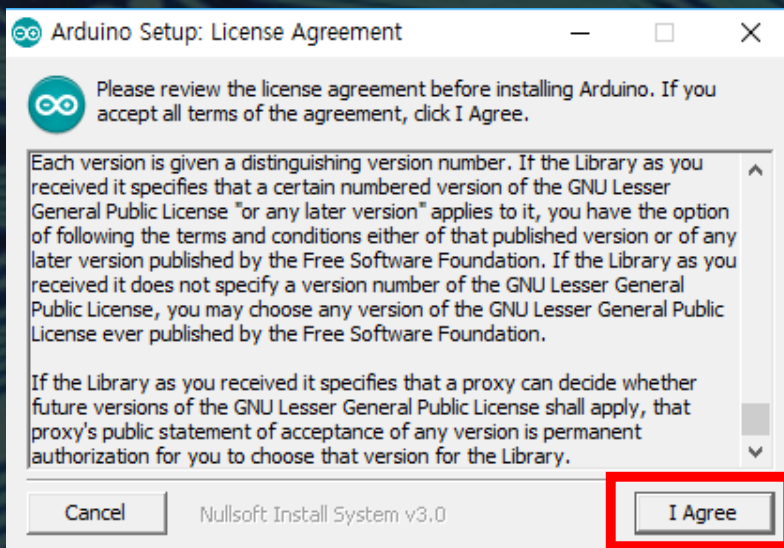 Arduino Setup: License Agreement
Please review the license agreement before installing Arduino. If you
accept all terms of the agreement, click I Agree.
Each version is given a distinguishing version number. If the Library as you
received it specifies that a certain numbered version of the GNU Lesser
General Public License "or any later version" applies to it, you have the option
of following the terms and conditions either of that published version or of any
later version published by the Free Software Foundation. If the Library as you
received it does not specify a version number of the GNU Lesser General
Public License, you may choose any version of the GNU Lesser General Public
License ever published by the Free Software Foundation.
If the Library as you received it specifies that a proxy can decide whether
future versions of the GNU Lesser General Public License shall apply, that
proxy's public statement of acceptance of any version is permanent
authorization for you to choose that version for the Library.
Cancel
Nullsoft Install System v3.0
I Agree